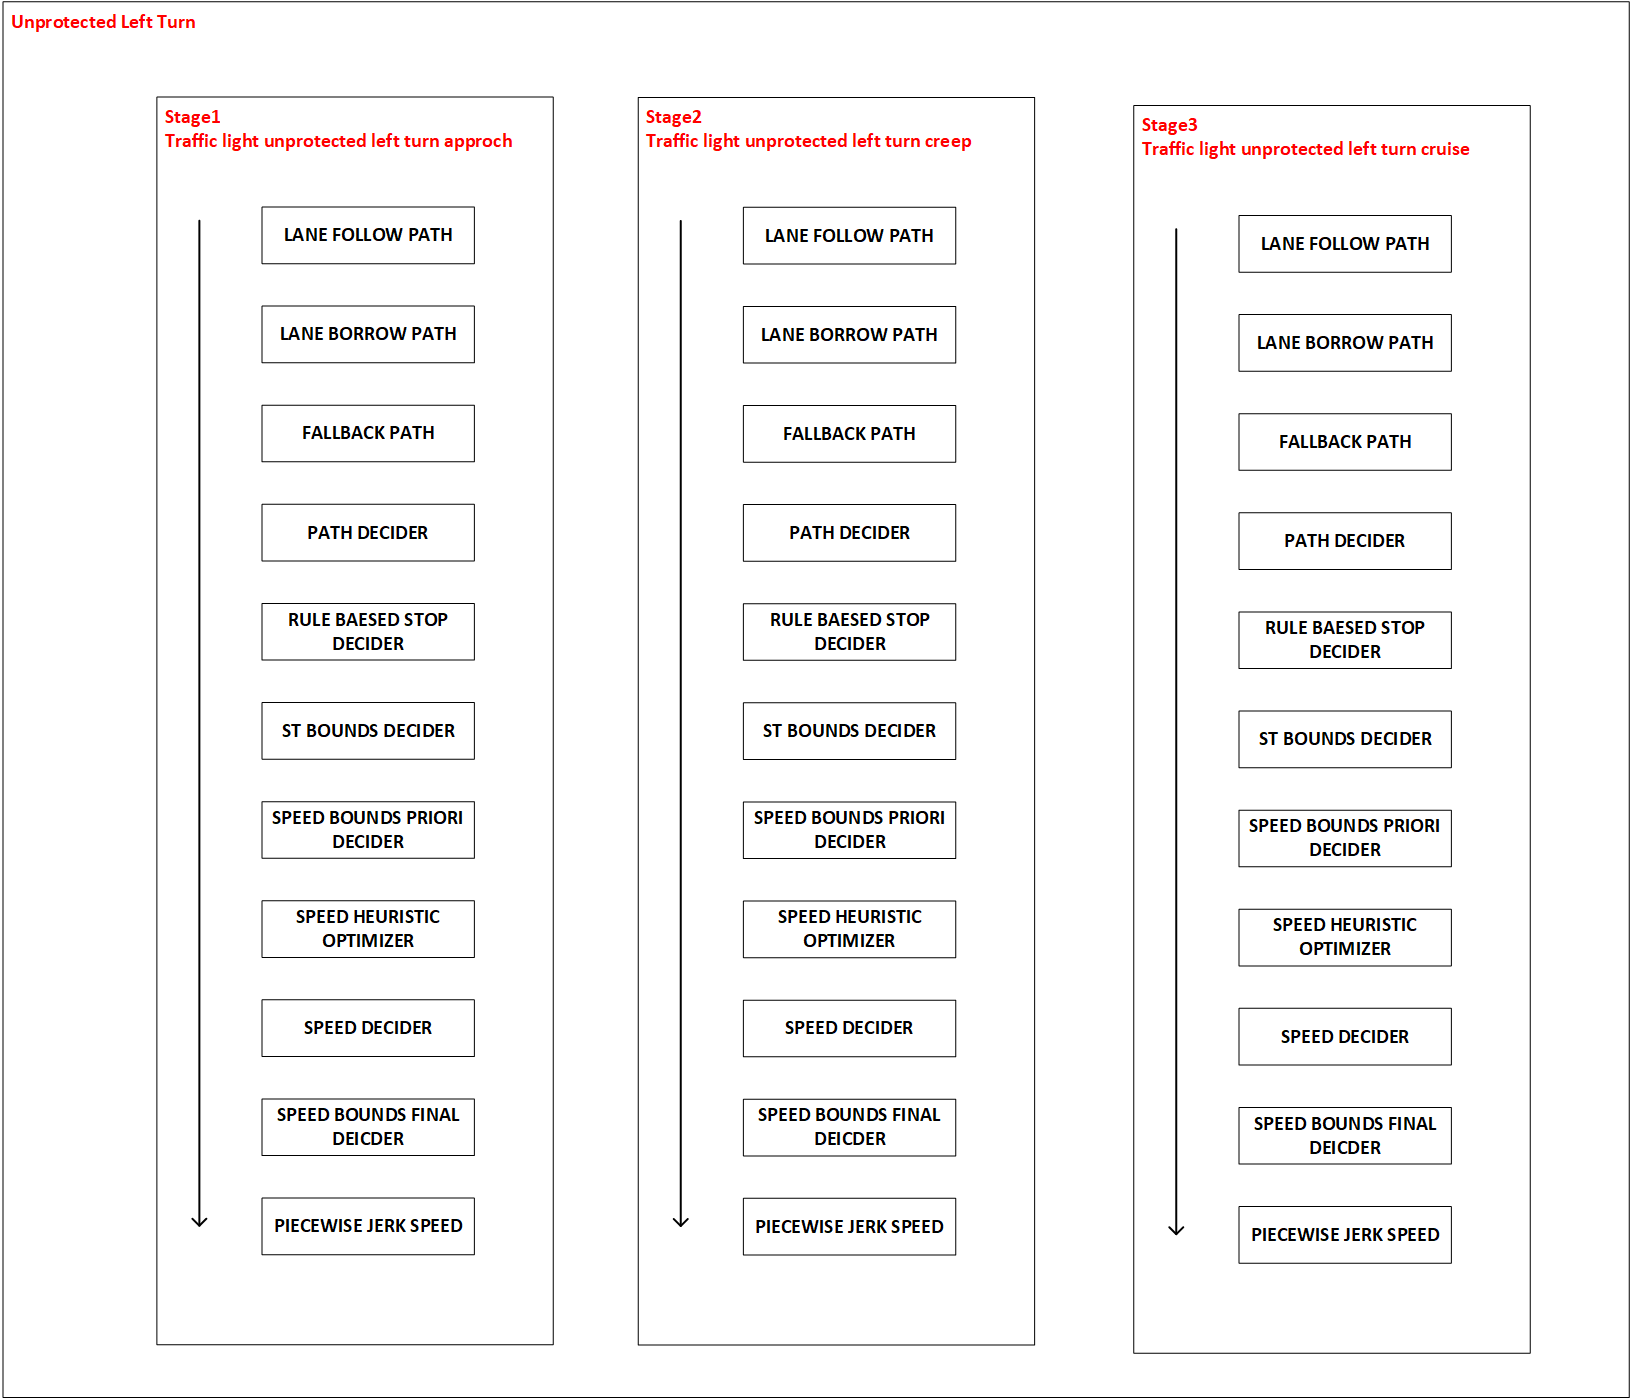 Unprotected Left Turn
Stage1
Traffic light unprotected left turn approch
LANE FOLLOW PATH
LANE BORROW PATH
FALLBACK PATH
PATH DECIDER
RULE BAESED STOP
DECIDER
ST BOUNDS DECIDER
SPEED BOUNDS PRIORI
DECIDER
SPEED HEURISTIC
OPTIMIZER
SPEED DECIDER
SPEED BOUNDS FINAL
DEICDER
PIECEWISE JERK SPEED
Stage2
Traffic light unprotected left turn creep
LANE FOLLOW PATH
LANE BORROW PATH
FALLBACK PATH
PATH DECIDER
RULE BAESED STOP
DECIDER
ST BOUNDS DECIDER
SPEED BOUNDS PRIORI
DECIDER
SPEED HEURISTIC
OPTIMIZER
SPEED DECIDER
SPEED BOUNDS FINAL
DEICDER
PIECEWISE JERK SPEED
Stage3
Traffic light unprotected left turn cruise
LANE FOLLOW PATH
LANE BORROW PATH
FALLBACK PATH
PATH DECIDER
RULE BAESED STOP
DECIDER
ST BOUNDS DECIDER
SPEED BOUNDS PRIORI
DECIDER
SPEED HEURISTIC
OPTIMIZER
SPEED DECIDER
SPEED BOUNDS FINAL
DEICDER
PIECEWISE JERK SPEED